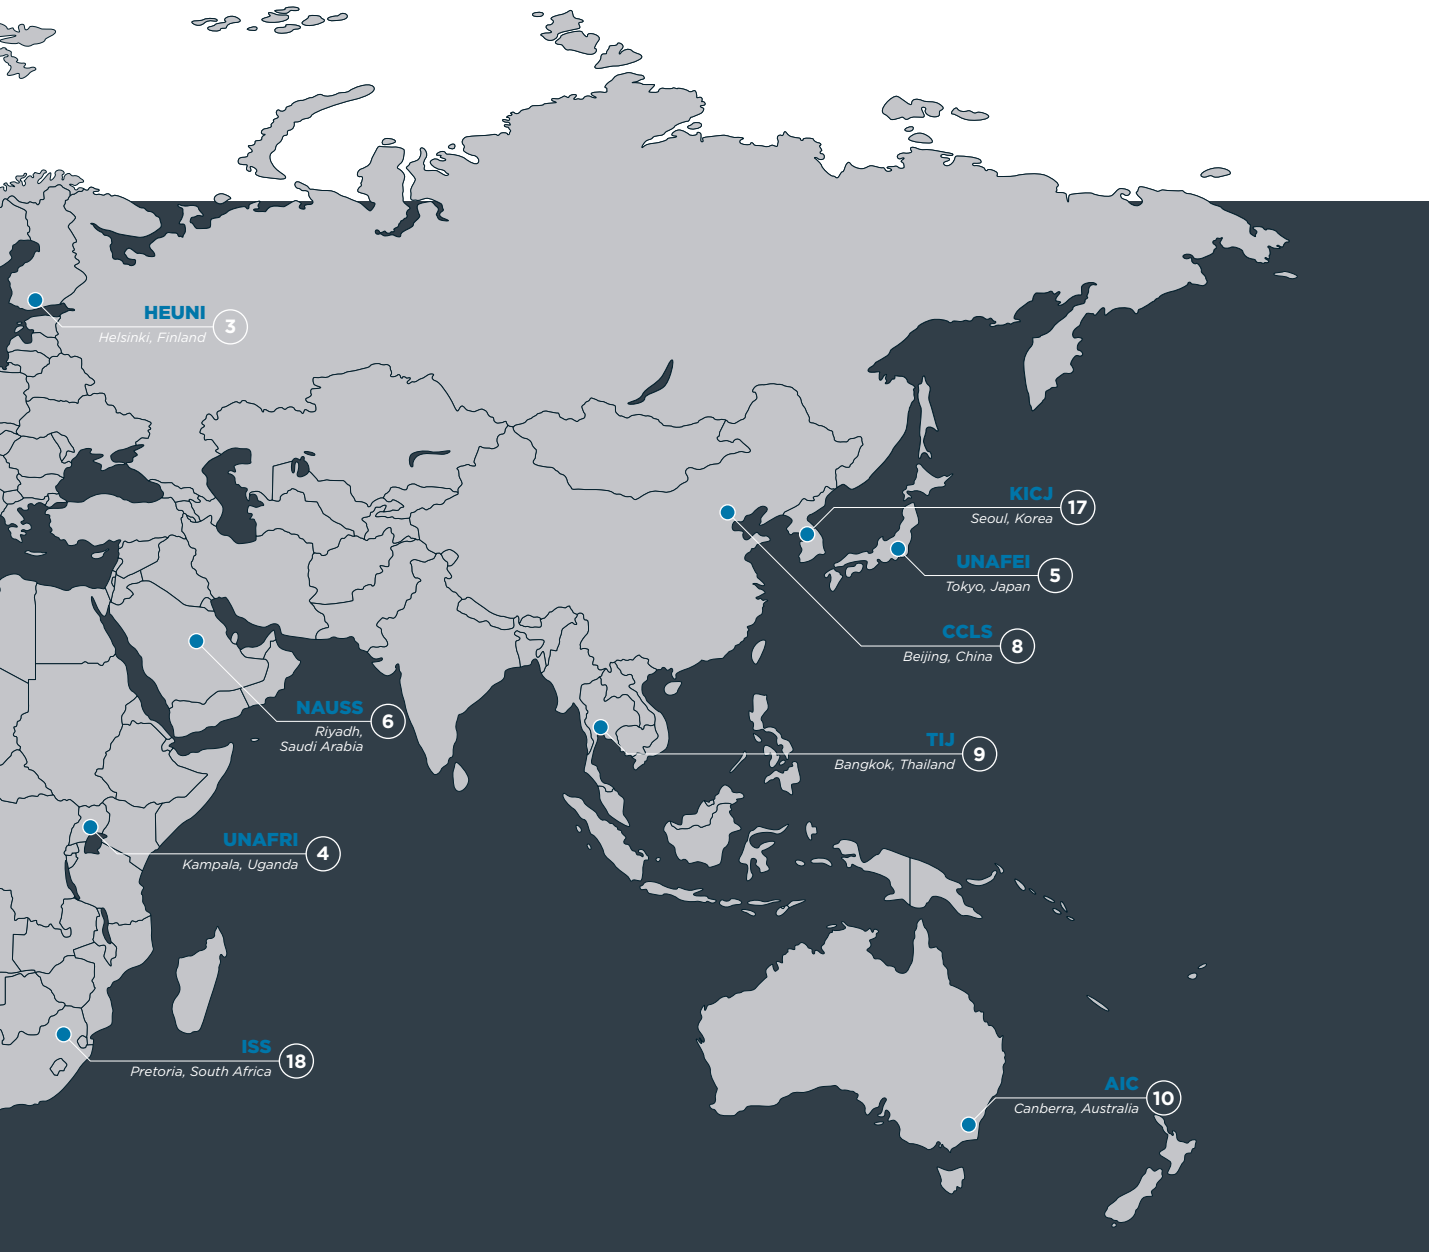 HEUNI
3
Helsinki, Finland
KICJ
17
Seoul, Korea
UNAFEI
5
Tokyo, Japan
CCLS
8
Beijing, China
NAUSS
6
Riyadh,
Saudi Arabia
TIJ
9
Bangkok, Thailand
UNAFRI
4
Kampala, Uganda
ISS
18
Pretoria, South Africa
AIC
10
Canberra, Australia